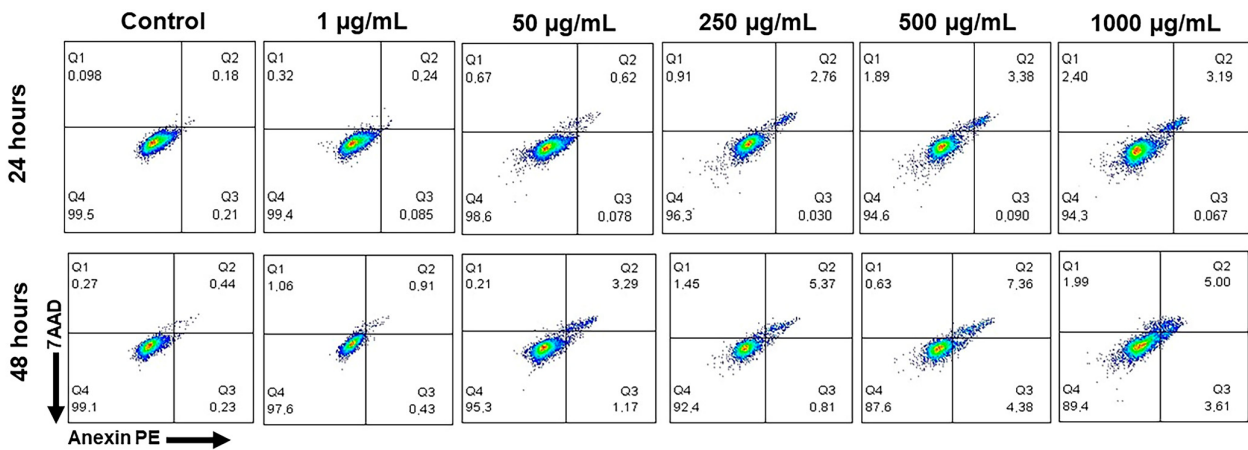 Control 1 µg/mL 50 µg/mL 250 µg/mL 500 µg/mL 1000 µg/mL
24 hours
Q1 Q2 Q1 Q2 Q1 Q2 Q1 Q2 Q1 Q2 Q1 Q2
0,098 0,18 0,32 0,24 0,67 0,62 0,91 2,76 1,89 3,38 2,40 3,19
Q4 Q3 Q4 Q3 Q4 Q3 Q4 Q3 Q4 Q3 Q4 Q3
99,5 0,21 99,4 0,085 98,6 0,078 96,3 0,030 94,6 0,090 94,3 0,067
48 hours
Q1 Q2 Q1 Q2 Q1 Q2 Q1 Q2 Q1 Q2 Q1 Q2
0,27 0,44 1,06 0,91 0,21 3,29 1,45 5,37 0,63 7,36 1,99 5,00
Q4 Q3 Q4 Q3 Q4 Q3 Q4 Q3 Q4 Q3 Q4 Q3
99,1 0,23 97,6 0,43 95,3 1,17 92,4 0,81 87,6 4,38 89,4 3,61
7AAD
Anexin PE